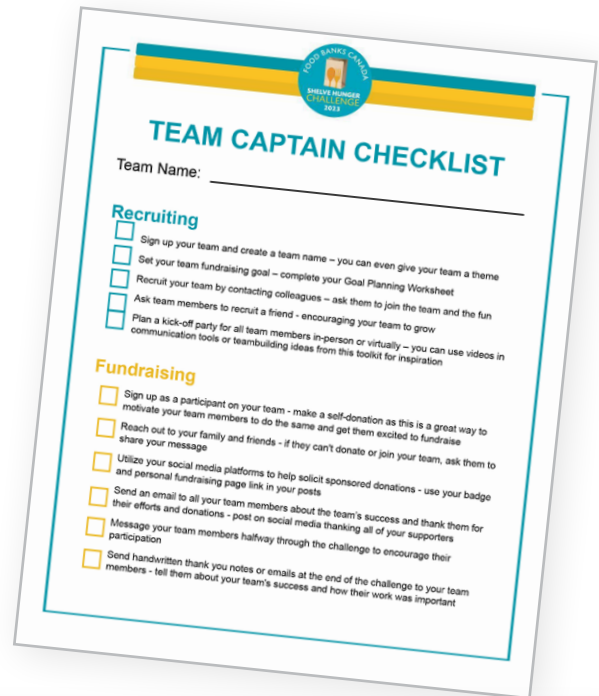 FOOD BANKS CANADA
SHELVE HUNGER
CHALLENGE
2023
TEAM CAPTAIN CHECKLIST
Team Name:
Recruiting
Sign up your team and create a team name – you can even give your team a theme
Set your team fundraising goal – complete your Goal Planning Worksheet
Recruit your team by contacting colleagues – ask them to join the team and the fun
Ask team members to recruit a friend - encouraging your team to grow
Plan a kick-off party for all team members in-person or virtually – you can use videos in
communication tools or teambuilding ideas from this toolkit for inspiration
Fundraising
Sign up as a participant on your team - make a self-donation as this is a great way to
motivate your team members to do the same and get them excited to fundraise
Reach out to your family and friends - if they can't donate or join your team, ask them to
share your message
Utilize your social media platforms to help solicit sponsored donations - use your badge
and personal fundraising page link in your posts
Send an email to all your team members about the team's success and thank them for
their efforts and donations - post on social media thanking all of your supporters
Message your team members halfway through the challenge to encourage their
participation
Send handwritten thank you notes or emails at the end of the challenge to your team
members - tell them about your team's success and how their work was important